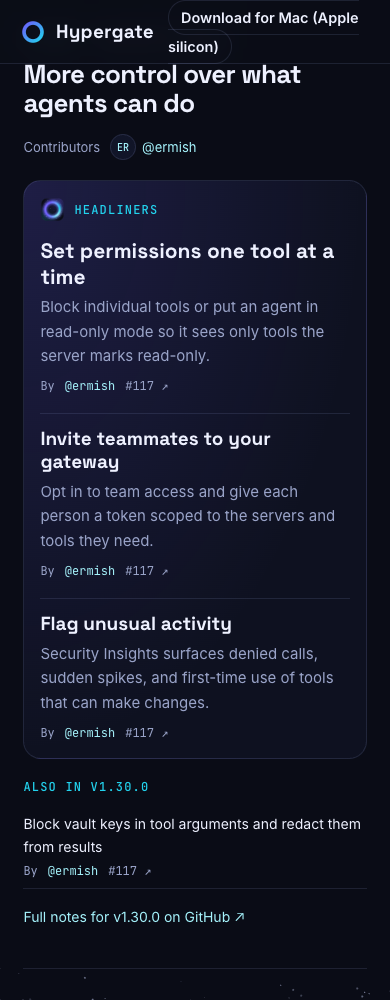 Hypergate
Download for Mac (Apple
silicon)
More control over what
agents can do
Contributors ER @ermish
HEADLINERS
Set permissions one tool at a
time
Block individual tools or put an agent in
read-only mode so it sees only tools the
server marks read-only.
By @ermish #117 ↗
Invite teammates to your
gateway
Opt in to team access and give each
person a token scoped to the servers and
tools they need.
By @ermish #117 ↗
Flag unusual activity
Security Insights surfaces denied calls,
sudden spikes, and first-time use of tools
that can make changes.
By @ermish #117 ↗
ALSO IN V1.30.0
Block vault keys in tool arguments and redact them
from results
By @ermish #117 ↗
Full notes for v1.30.0 on GitHub ↗